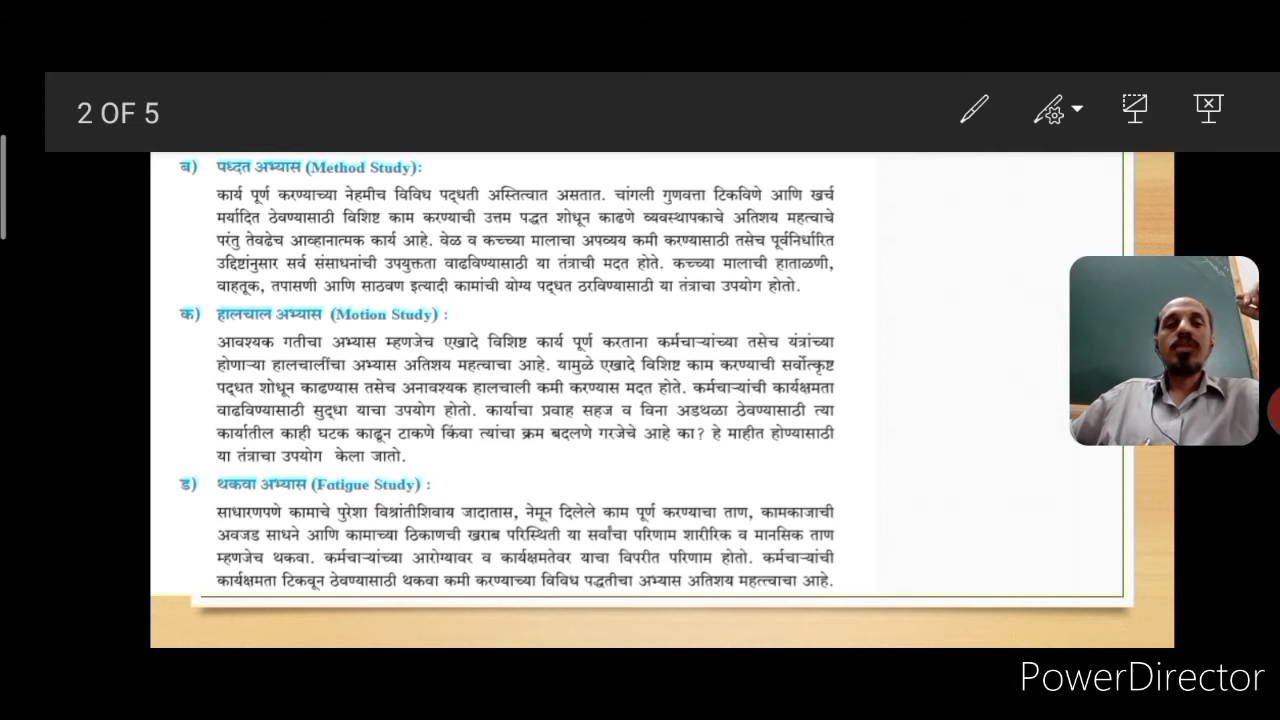 2 OF 5
ब) पध्दत अभ्यास (Method Study):
कार्य पूर्ण करण्याच्या नेहमीच विविध पद्धती अस्तित्वात असतात. चांगली गुणवत्ता टिकविणे आणि खर्च
मर्यादित ठेवण्यासाठी विशिष्ट काम करण्याची उत्तम पद्धत शोधून काढणे व्यवस्थापकाचे अतिशय महत्वाचे
परंतु तेवढेच आव्हानात्मक कार्य आहे. वेळ व कच्च्या मालाचा अपव्यय कमी करण्यासाठी तसेच पूर्वनिर्धारित
उद्दिष्टांनुसार सर्व संसाधनांची उपयुक्तता वाढविण्यासाठी या तंत्राची मदत होते. कच्च्या मालाची हाताळणी,
वाहतूक, तपासणी आणि साठवण इत्यादी कामांची योग्य पद्धत ठरविण्यासाठी या तंत्राचा उपयोग होतो.
क) हालचाल अभ्यास (Motion Study) :
आवश्यक गतीचा अभ्यास म्हणजेच एखादे विशिष्ट कार्य पूर्ण करताना कर्मचाऱ्यांच्या तसेच यंत्रांच्या
होणाऱ्या हालचालींचा अभ्यास अतिशय महत्वाचा आहे. यामुळे एखादे विशिष्ट काम करण्याची सर्वोत्कृष्ट
पद्धत शोधून काढण्यास तसेच अनावश्यक हालचाली कमी करण्यास मदत होते. कर्मचाऱ्यांची कार्यक्षमता
वाढविण्यासाठी सुद्धा याचा उपयोग होतो. कार्याचा प्रवाह सहज व विना अडथळा ठेवण्यासाठी त्या
कार्यातील काही घटक काढून टाकणे किंवा त्यांचा क्रम बदलणे गरजेचे आहे का? हे माहीत होण्यासाठी
या तंत्राचा उपयोग केला जातो.
ड) थकवा अभ्यास (Fatigue Study) :
साधारणपणे कामाचे पुरेशा विश्रांतीशिवाय जादातास, नेमून दिलेले काम पूर्ण करण्याचा ताण, कामकाजाची
अवजड साधने आणि कामाच्या ठिकाणची खराब परिस्थिती या सर्वांचा परिणाम शारीरिक व मानसिक ताण
म्हणजेच थकवा. कर्मचाऱ्यांच्या आरोग्यावर व कार्यक्षमतेवर याचा विपरीत परिणाम होतो. कर्मचाऱ्यांची
कार्यक्षमता टिकवून ठेवण्यासाठी थकवा कमी करण्याच्या विविध पद्धतीचा अभ्यास अतिशय महत्त्वाचा आहे.
PowerDirector